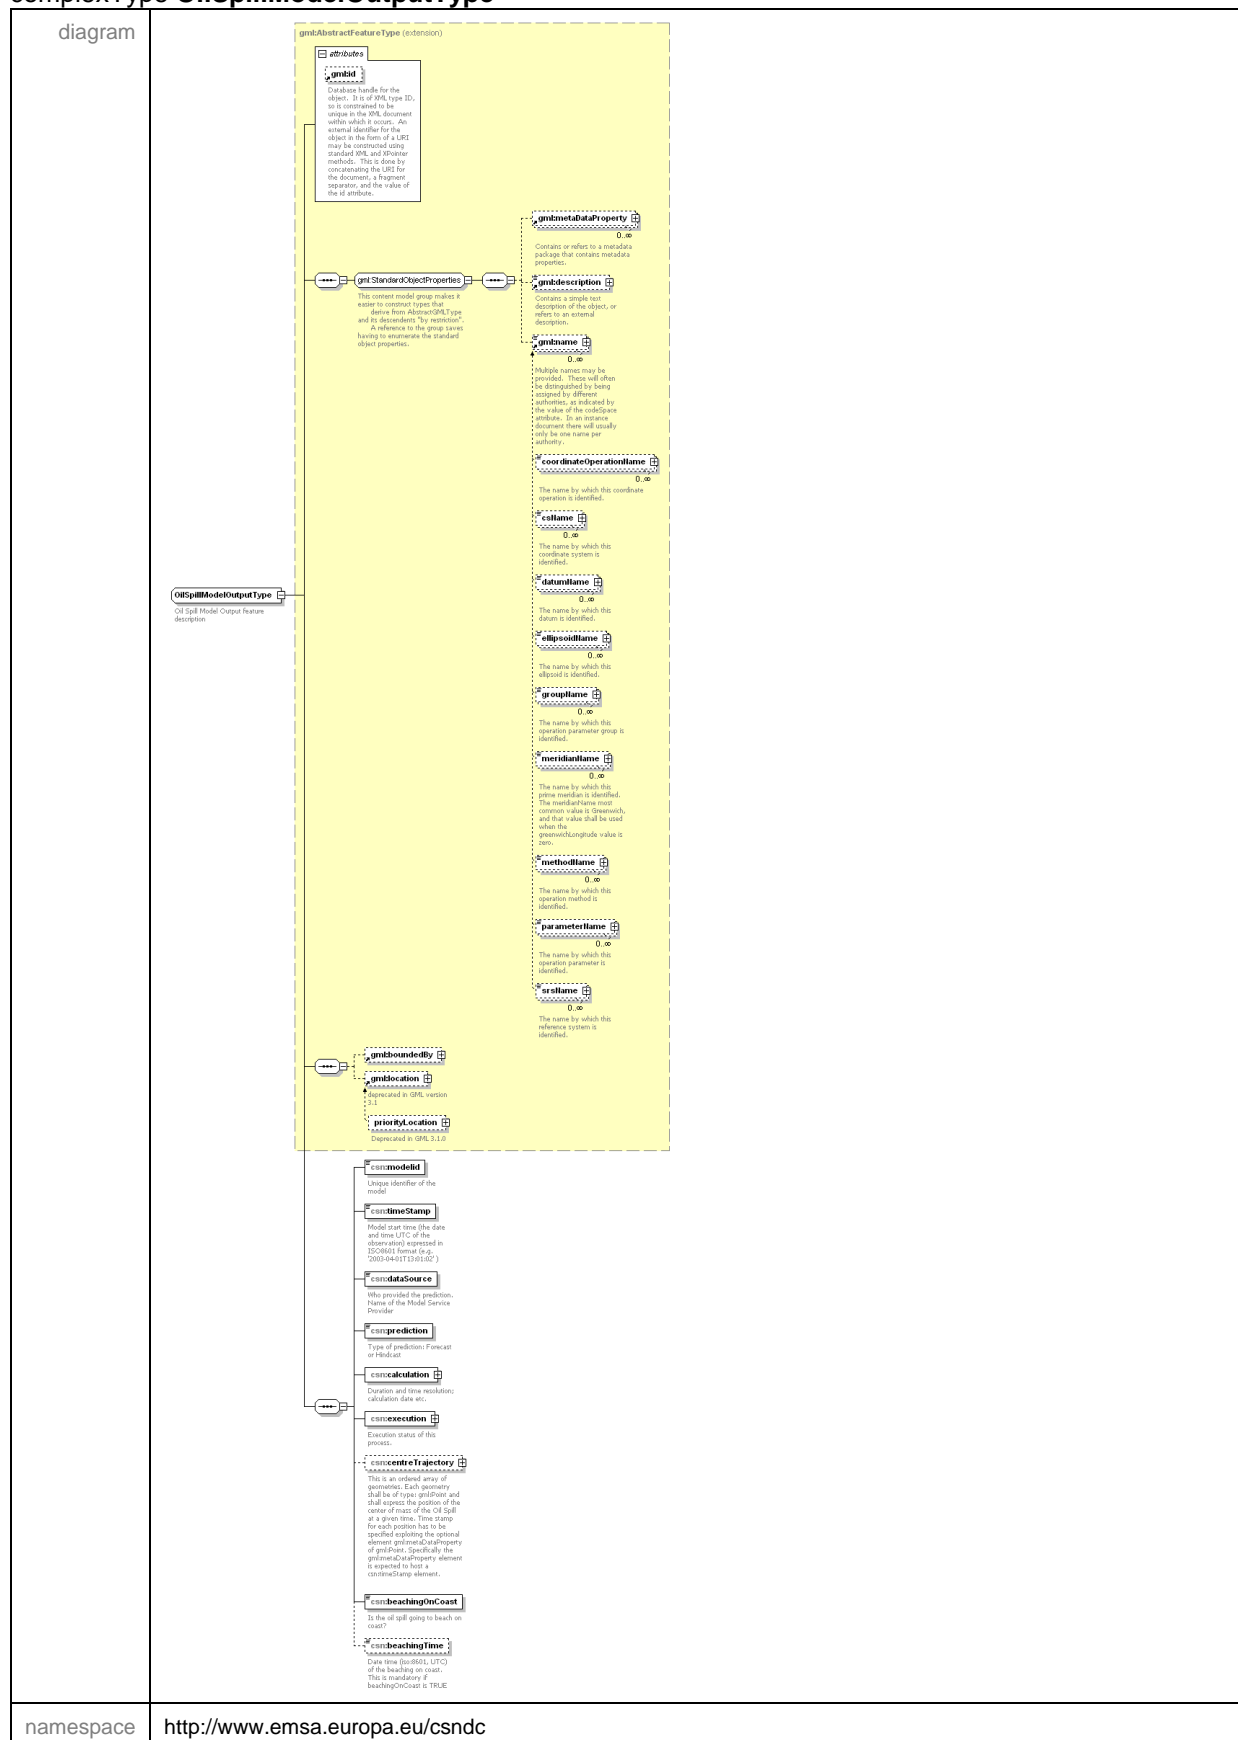 complexType OilSpillModelOutputType
diagram
gml:AbstractFeatureType (extension)
attributes
gml:id
Database handle for the
object. It is of XML type ID,
so is constrained to be
unique in the XML document
within which it occurs. An
external identifier for the
object in the form of a URI
may be constructed using
standard XML and XPointer
methods. This is done by
concatenating the URI for
the document, a fragment
separator, and the value of
the id attribute.
gml:metaDataProperty
0..∞
Contains or refers to a metadata
package that contains metadata
properties.
gml:StandardObjectProperties
This content model group makes it
easier to construct types that
derive from AbstractGMLType
and its descendents "by restriction".
A reference to the group saves
having to enumerate the standard
object properties.
gml:description
Contains a simple text
description of the object, or
refers to an external
description.
gml:name
0..∞
Multiple names may be
provided. These will often
be distinguished by being
assigned by different
authorities, as indicated by
the value of the codeSpace
attribute. In an instance
document there will usually
only be one name per
authority.
coordinateOperationName
0..∞
The name by which this coordinate
operation is identified.
csName
0..∞
The name by which this
coordinate system is
identified.
datumName
0..∞
The name by which this
datum is identified.
OilSpillModelOutputType
Oil Spill Model Output feature
description
ellipsoidName
0..∞
The name by which this
ellipsoid is identified.
groupName
0..∞
The name by which this
operation parameter group is
identified.
meridianName
0..∞
The name by which this
prime meridian is identified.
The meridianName most
common value is Greenwich,
and that value shall be used
when the
greenwichLongitude value is
zero.
methodName
0..∞
The name by which this
operation method is
identified.
parameterName
0..∞
The name by which this
operation parameter is
identified.
srsName
0..∞
The name by which this
reference system is
identified.
gml:boundedBy
gml:location
deprecated in GML version
3.1
priorityLocation
Deprecated in GML 3.1.0
csn:modelid
Unique identifier of the
model
csn:timeStamp
Model start time (the date
and time UTC of the
observation) expressed in
ISO8601 format (e.g.
'2003-04-01T13:01:02' )
csn:dataSource
Who provided the prediction.
Name of the Model Service
Provider
csn:prediction
Type of prediction: Forecast
or Hindcast
csn:calculation
Duration and time resolution;
calculation date etc.
csn:execution
Execution status of this
process.
csn:centreTrajectory
This is an ordered array of
geometries. Each geometry
shall be of type: gml:Point and
shall express the position of the
center of mass of the Oil Spill
at a given time. Time stamp
for each position has to be
specified exploiting the optional
element gml:metaDataProperty
of gml:Point. Specifically the
gml:metaDataProperty element
is expected to host a
csn:timeStamp element.
csn:beachingOnCoast
Is the oil spill going to beach on
coast?
csn:beachingTime
Date time (iso:8601, UTC)
of the beaching on coast.
This is mandatory if
beachingOnCoast is TRUE
namespace
http://www.emsa.europa.eu/csndc